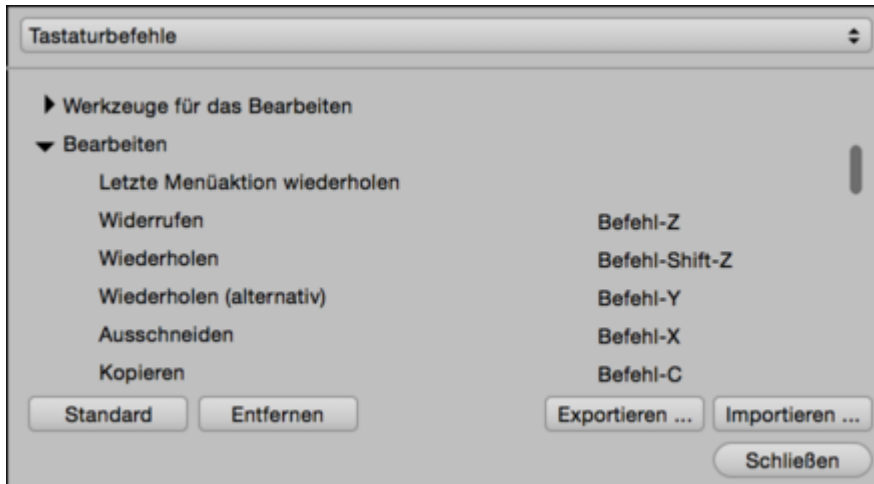 Tastaturbefehle
Werkzeuge für das Bearbeiten
Bearbeiten
Letzte Menüaktion wiederholen
Widerrufen Befehl-Z
Wiederholen Befehl-Shift-Z
Wiederholen (alternativ) Befehl-Y
Ausschneiden Befehl-X
Kopieren Befehl-C
Standard Entfernen Exportieren ... Importieren ...
Schließen